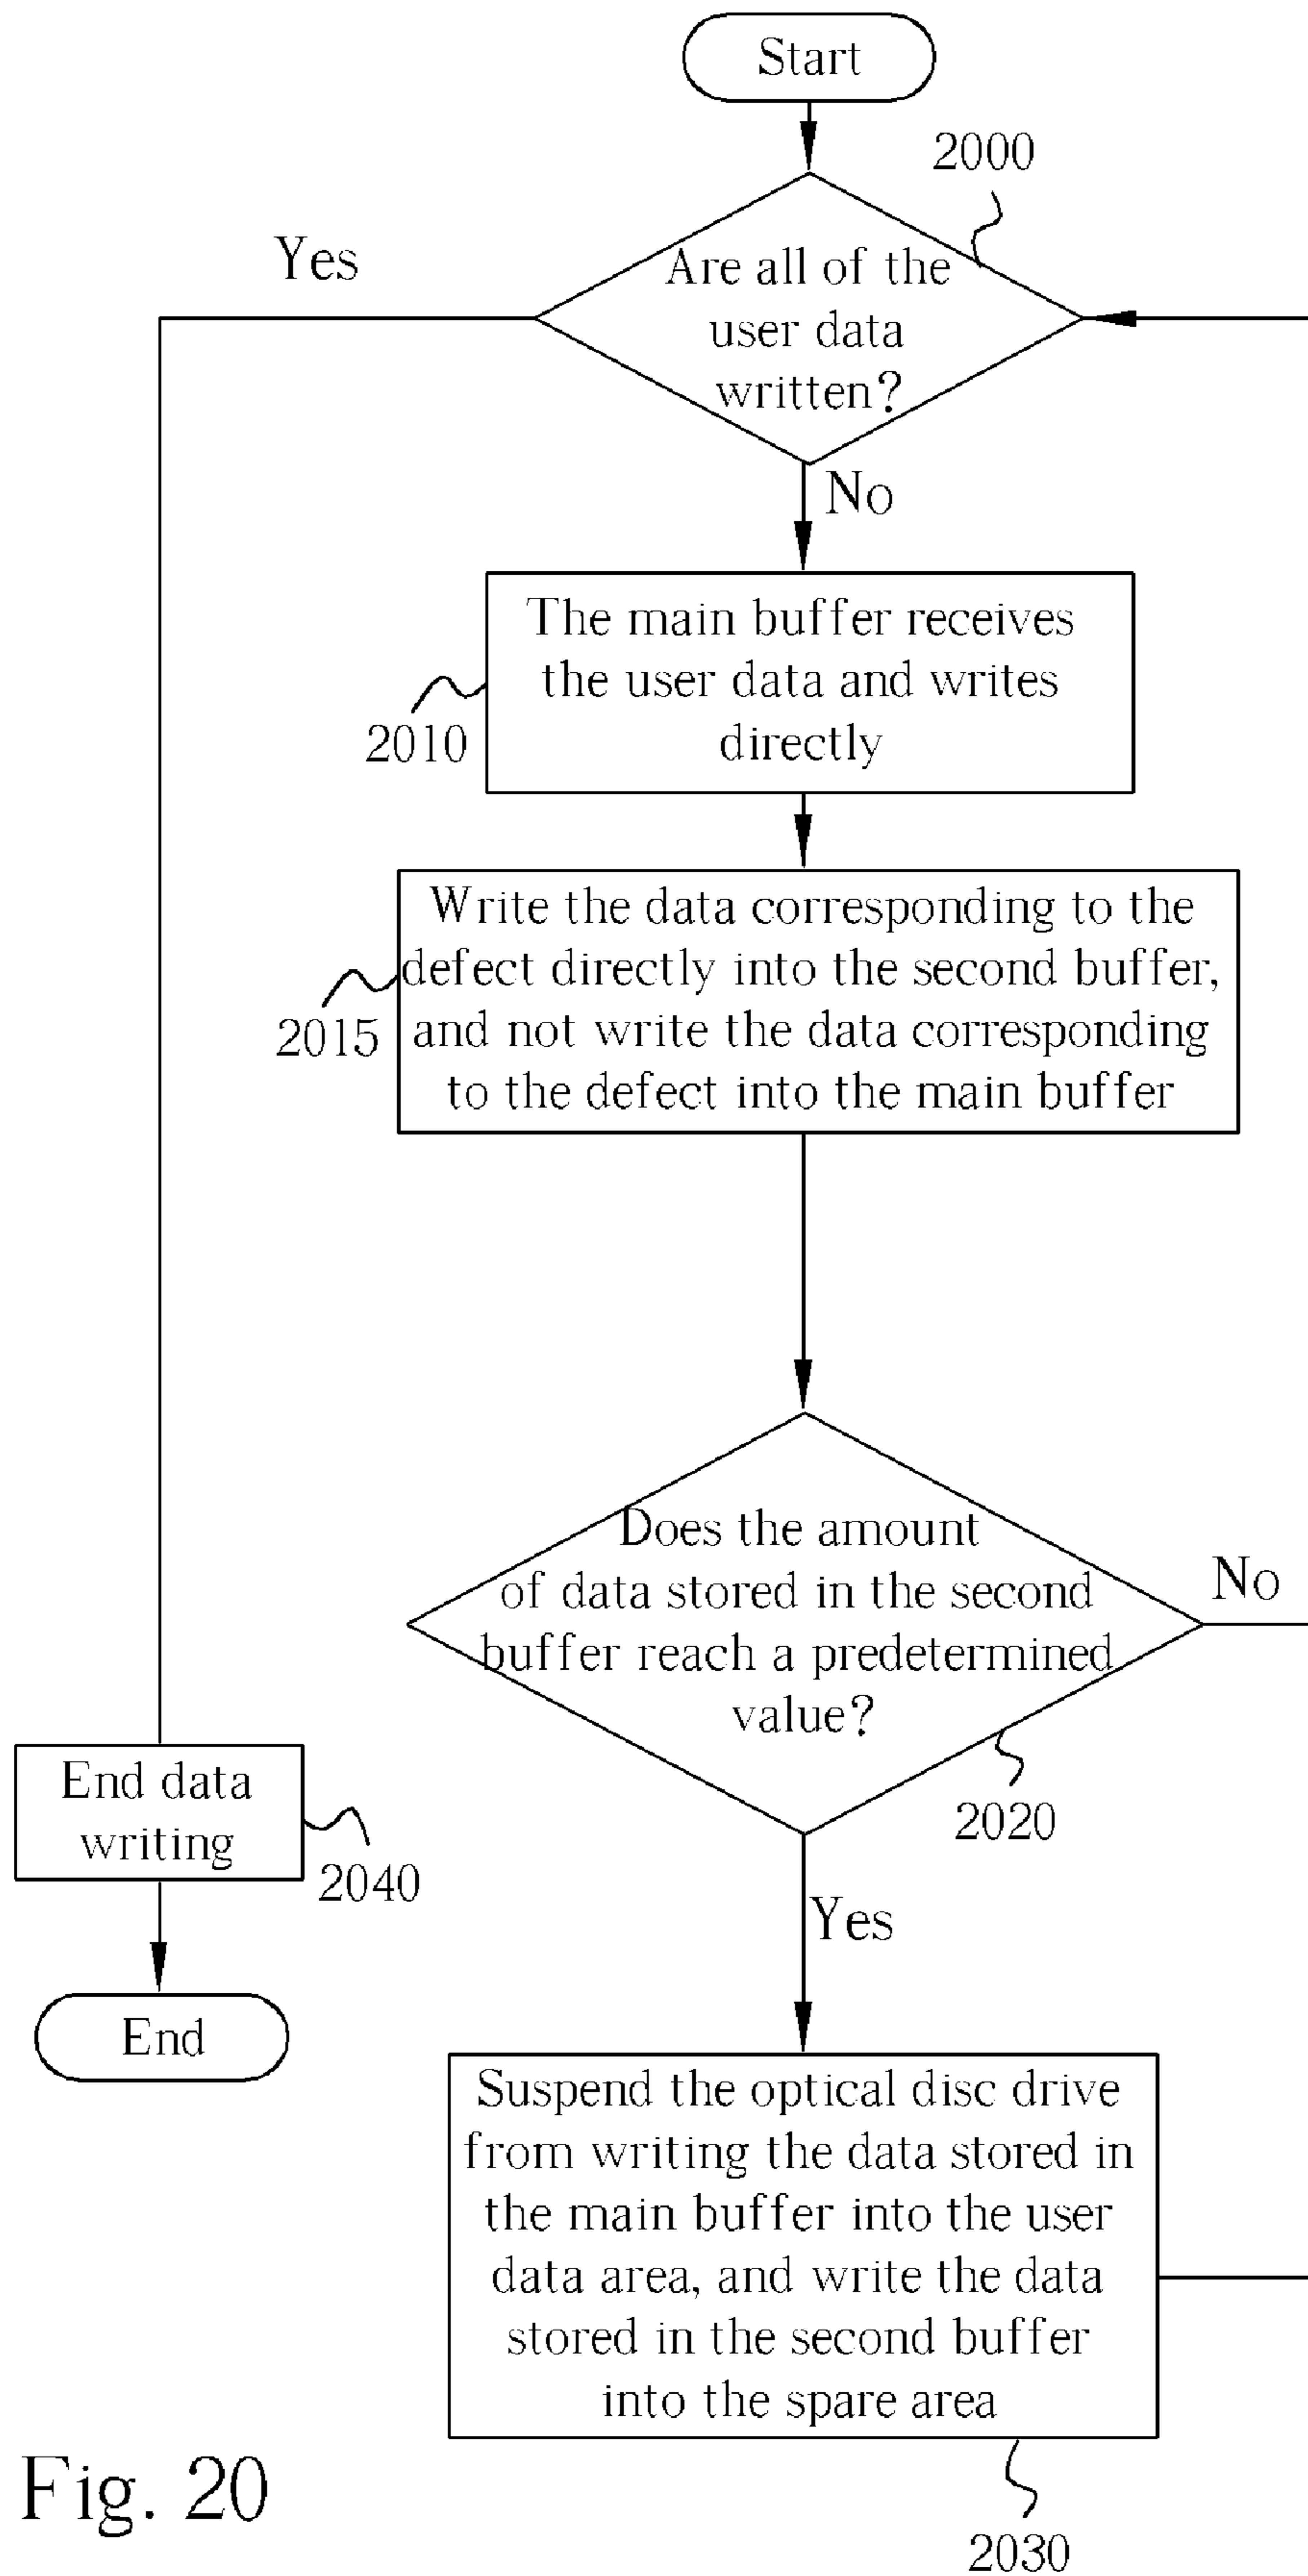 Start
2000
Yes
Are all of the
user data
written?
No
The main buffer receives
the user data and writes
directly
2010
Write the data corresponding to the
defect directly into the second buffer,
and not write the data corresponding
to the defect into the main buffer
2015
Does the amount
of data stored in the second
buffer reach a predetermined
value?
No
2020
End data
writing
2040
Yes
End
Suspend the optical disc drive
from writing the data stored in
the main buffer into the user
data area, and write the data
stored in the second buffer
into the spare area
2030
Fig. 20